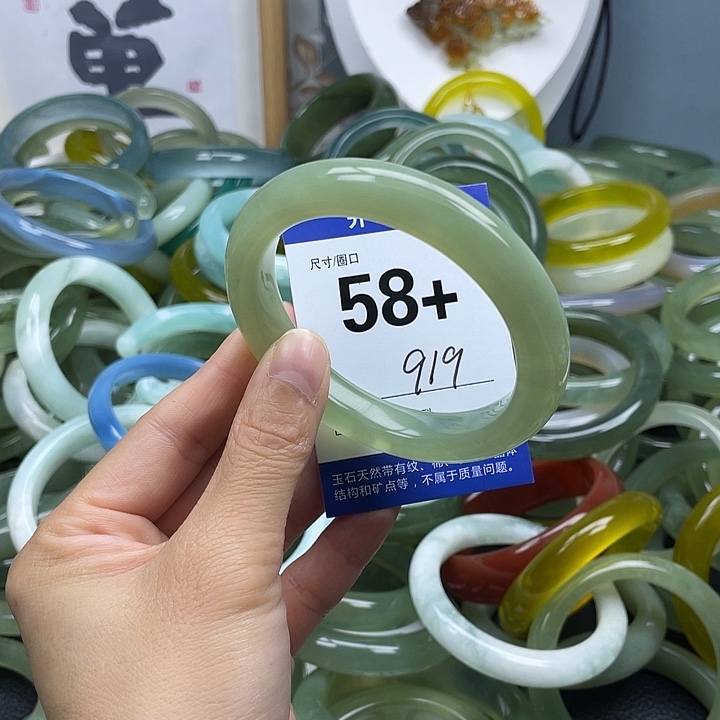 尺寸/圈口
58+
919
玉石天然带有纹、棉、
结构和矿点等，不属于质量问题。